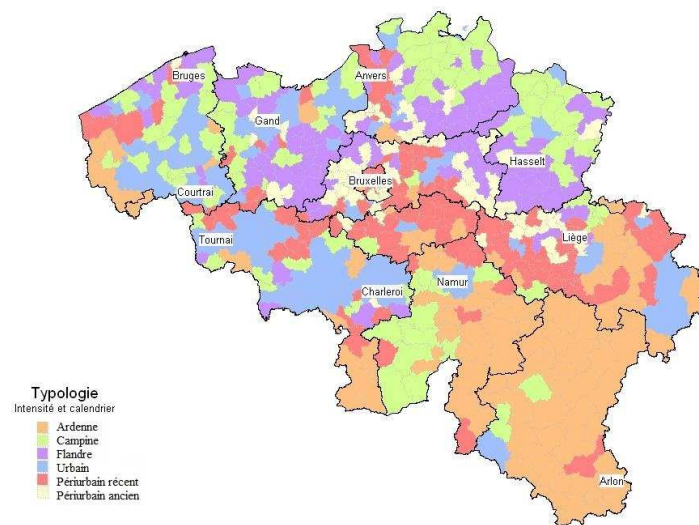 Bruges
Anvers
Gand
Hasselt
Bruxelles
Courtrai
Tournai
Liège
Charleroi
Namur
Arlon
Typologie
Intensité et calendrier
Ardenne
Campine
Flandre
Urbain
Périurbain récent
Périurbain ancien